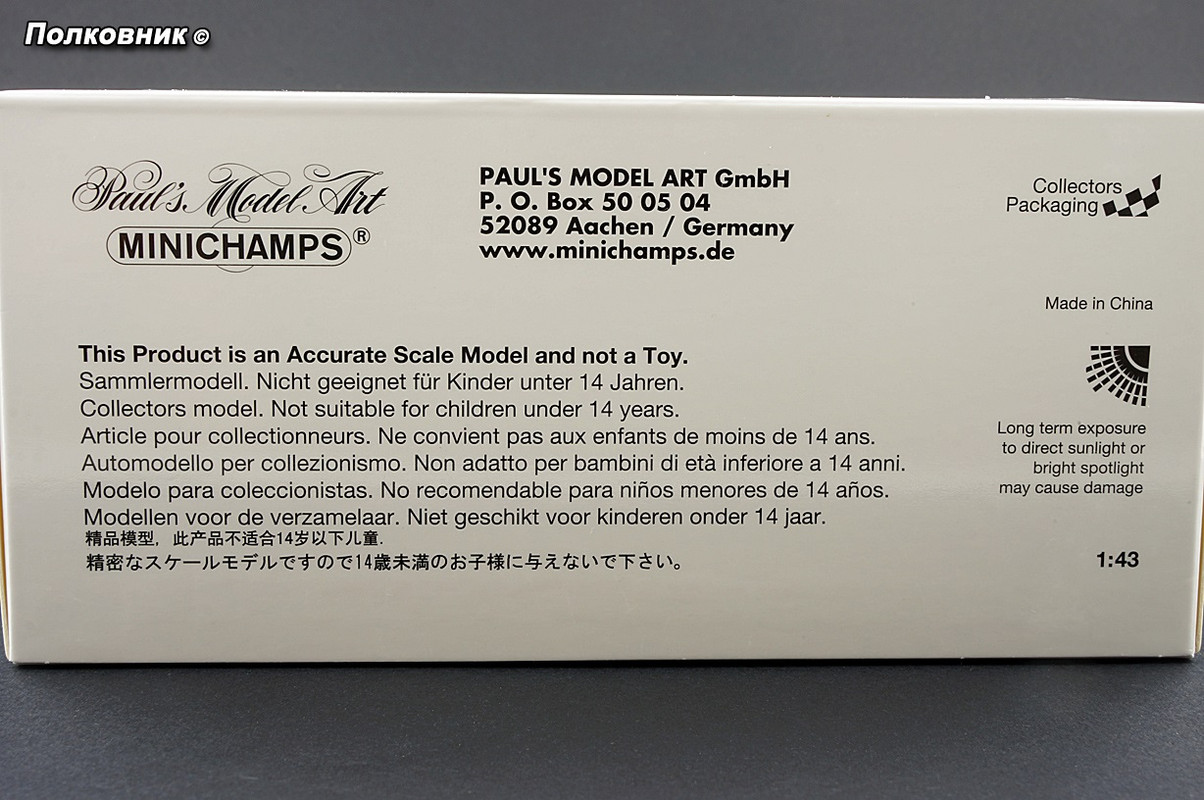 Полковник ©
Paul's Model Art
MINICHAMPS®
PAUL'S MODEL ART GmbH
P. O. Box 50 05 04
52089 Aachen / Germany
www.minichamps.de
Collectors
Packaging
Made in China
This Product is an Accurate Scale Model and not a Toy.
Sammlermodell. Nicht geeignet für Kinder unter 14 Jahren.
Collectors model. Not suitable for children under 14 years.
Article pour collectionneurs. Ne convient pas aux enfants de moins de 14 ans.
Automodello per collezionismo. Non adatto per bambini di età inferiore a 14 anni.
Modelo para coleccionistas. No recomendable para niños menores de 14 años.
Modellen voor de verzamelaar. Niet geschikt voor kinderen onder 14 jaar.
精品模型，此产品不适合14岁以下儿童.
精密なスケールモデルですので14歳未満のお子様に与えないで下さい。
Long term exposure
to direct sunlight or
bright spotlight
may cause damage
1:43